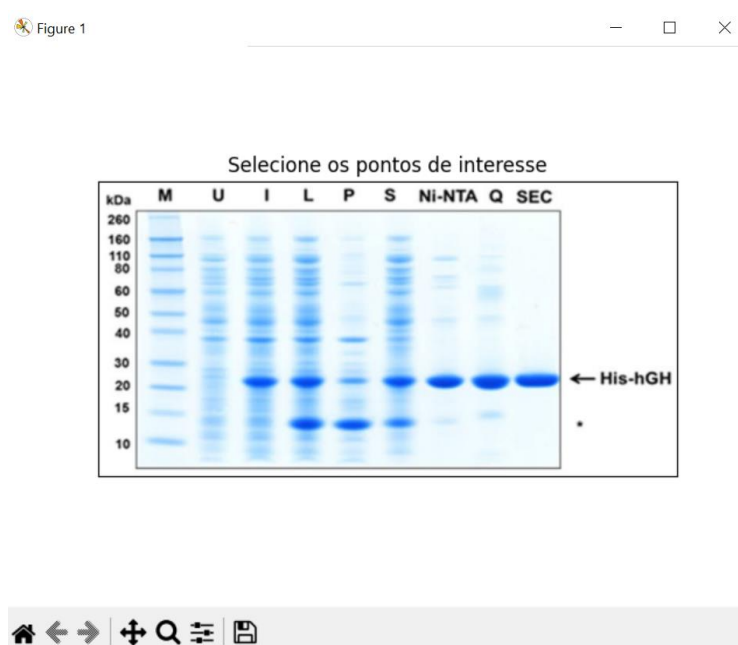 Figure 1
Selecione os pontos de interesse
kDa M U I L P S Ni-NTA Q SEC
260
160
110
80
60
50
40
30
20 ← His-hGH
15
*
10